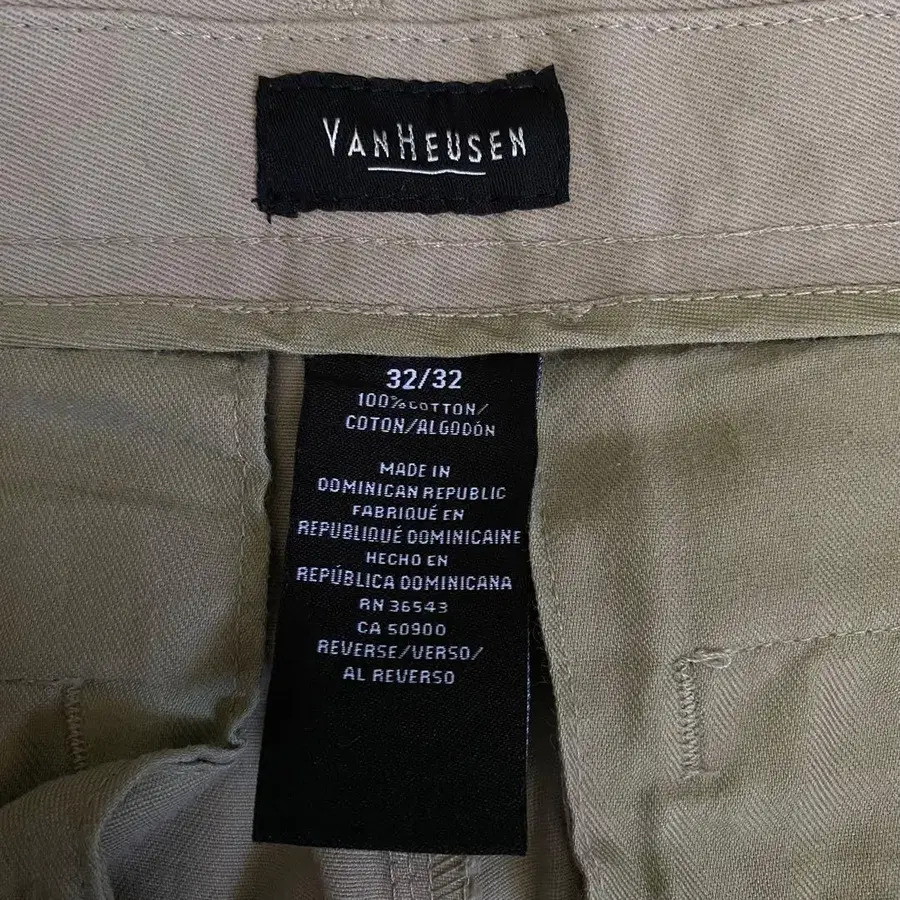 VANHEUSEN
32/32
100% COTTON/
COTON/ALGODÓN
MADE IN
DOMINICAN REPUBLIC
FABRIQUÉ EN
REPUBLIQUÉ DOMINICAINE
HECHO EN
REPÚBLICA DOMINICANA
RN 36543
CA 50900
REVERSE/VERSO/
AL REVERSO